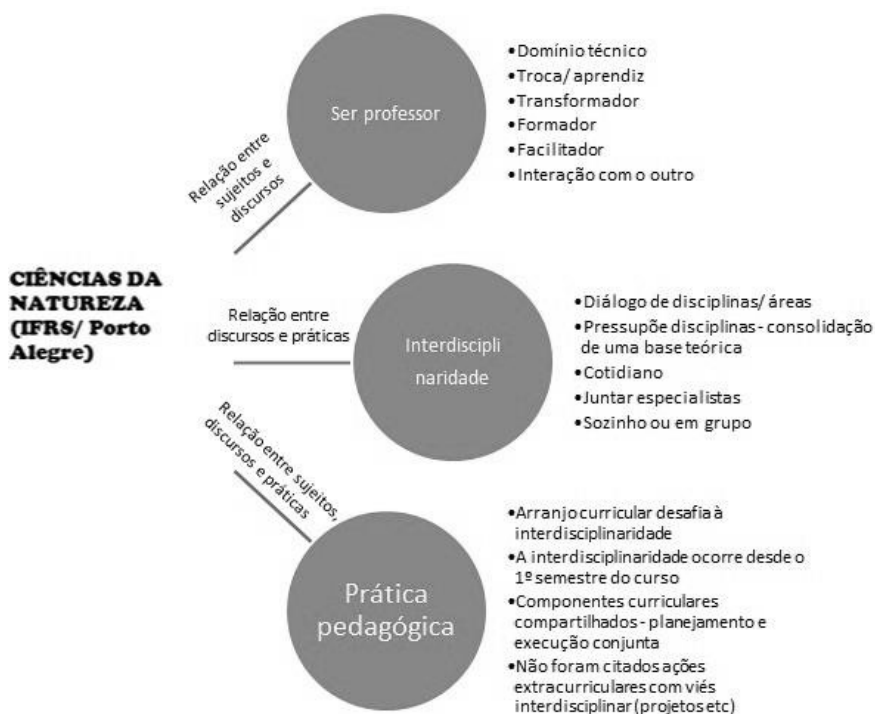 Ser professor
•Domínio técnico
•Troca/ aprendiz
•Transformador
•Formador
•Facilitador
•Interação com o outro
Relação entre
sujeitos e
discursos
CIÊNCIAS DA
NATUREZA
(IFRS/ Porto
Alegre)
Relação entre
discursos e práticas
Interdiscipli
naridade
•Diálogo de disciplinas/ áreas
•Pressupõe disciplinas - consolidação
de uma base teórica
•Cotidiano
•Juntar especialistas
•Sozinho ou em grupo
Relação entre sujeitos,
discursos e práticas
Prática
pedagógica
•Arranjo curricular desafia à
interdisciplinaridade
•A interdisciplinaridade ocorre desde o
1º semestre do curso
•Componentes curriculares
compartilhados - planejamento e
execução conjunta
•Não foram citados ações
extracurriculares com viés
interdisciplinar (projetos etc)